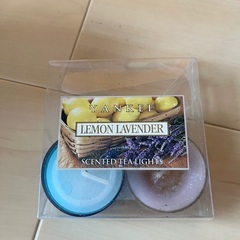 YANKEE
LEMON LAVENDER
SCENTED TEA LIGHTS